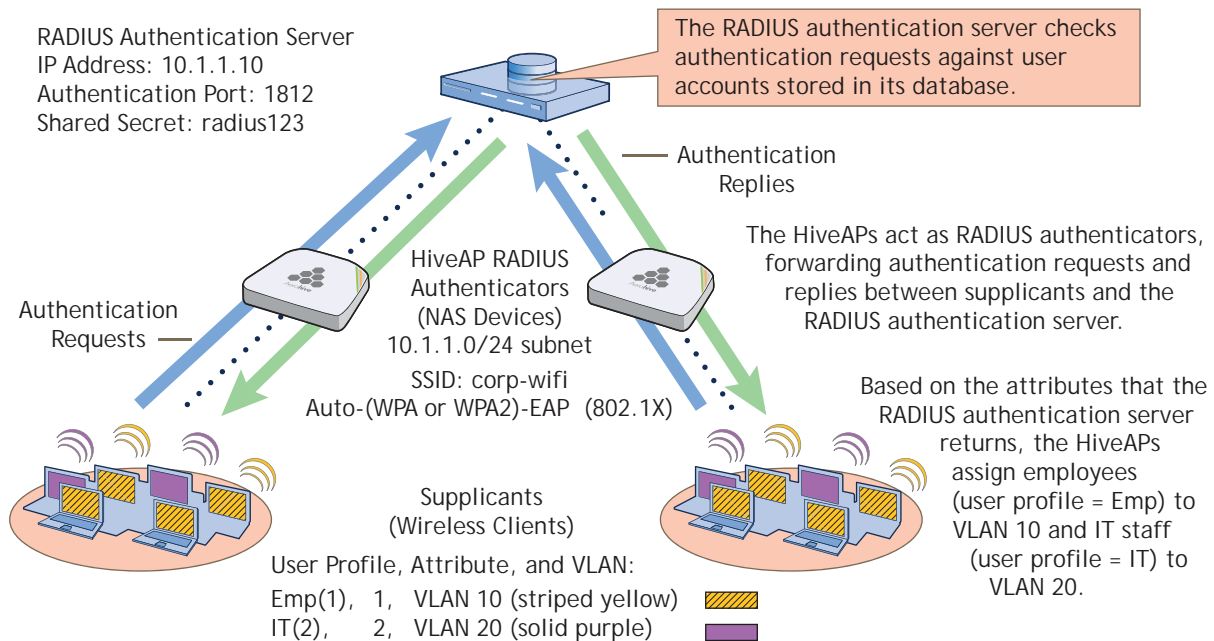 RADIUS Authentication Server
IP Address: 10.1.1.10
Authentication Port: 1812
Shared Secret: radius123
The RADIUS authentication server checks
authentication requests against user
accounts stored in its database.
Authentication
Replies
The HiveAPs act as RADIUS authenticators,
forwarding authentication requests and
replies between supplicants and the
RADIUS authentication server.
HiveAP RADIUS
Authenticators
(NAS Devices)
10.1.1.0/24 subnet
SSID: corp-wifi
Auto-(WPA or WPA2)-EAP (802.1X)
Authentication
Requests
Based on the attributes that the
RADIUS authentication server
returns, the HiveAPs
assign employees
(user profile = Emp) to
VLAN 10 and IT staff
(user profile = IT) to
VLAN 20.
Supplicants
(Wireless Clients)
User Profile, Attribute, and VLAN:
Emp(1), 1, VLAN 10 (striped yellow)
IT(2), 2, VLAN 20 (solid purple)